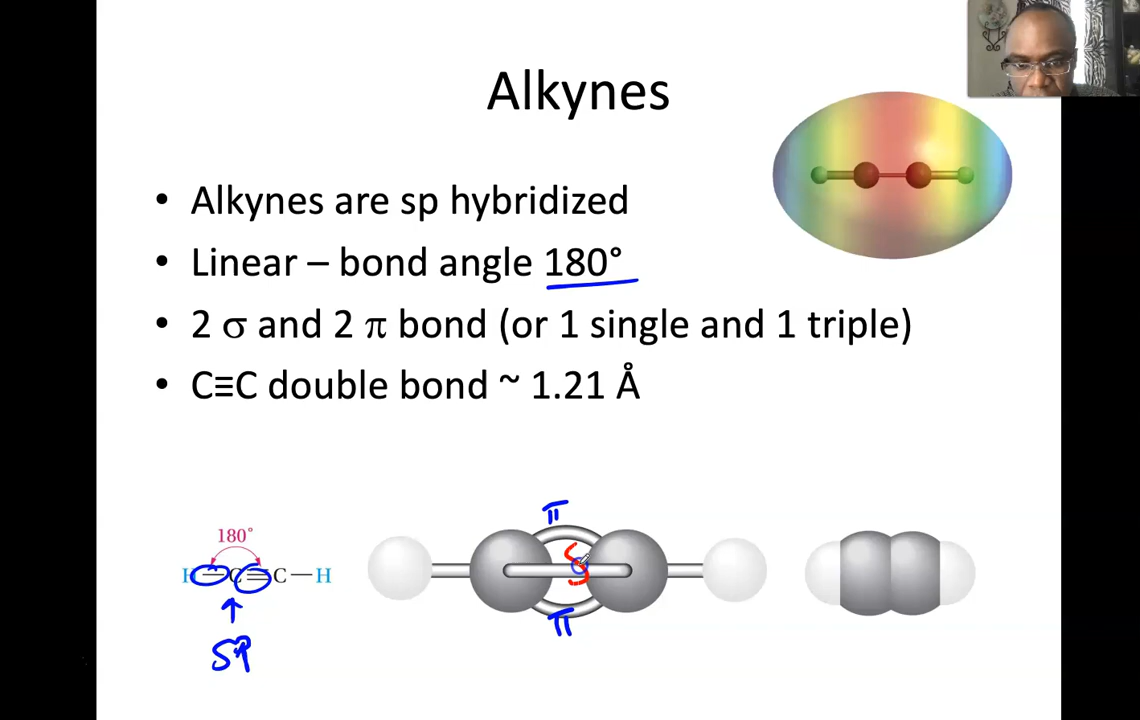 Alkynes
• Alkynes are sp hybridized
• Linear – bond angle 180°
• 2 σ and 2 π bond (or 1 single and 1 triple)
• C≡C double bond ~ 1.21 Å
180°
H—C≡C—H
π
π
SP